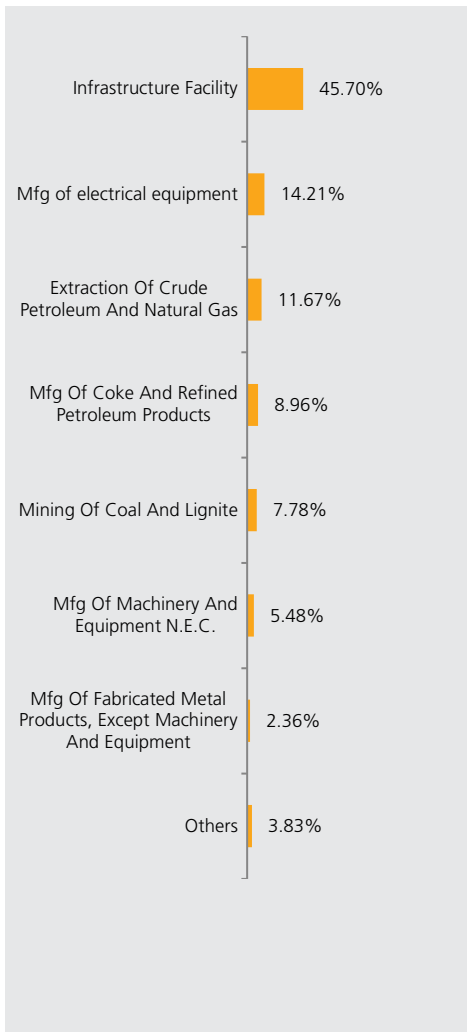 Infrastructure Facility 45.70%
Mfg of electrical equipment 14.21%
Extraction Of Crude
Petroleum And Natural Gas 11.67%
Mfg Of Coke And Refined
Petroleum Products 8.96%
Mining Of Coal And Lignite 7.78%
Mfg Of Machinery And
Equipment N.E.C. 5.48%
Mfg Of Fabricated Metal
Products, Except Machinery 2.36%
And Equipment
Others 3.83%